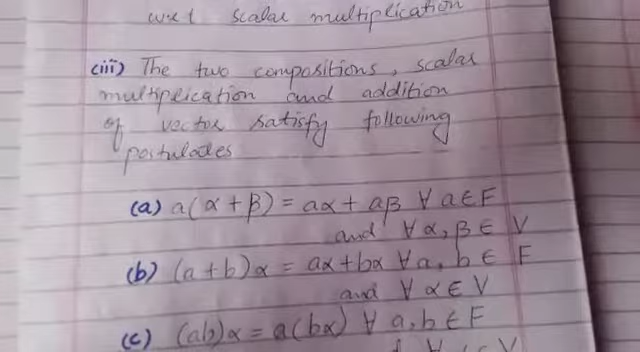 w.r.t scalar multiplication
(iii) The two compositions, scalar
multiplication and addition
of vector satisfy following
postulates
(a) a(α+β) = aα + aβ ∀ a∈F
and ∀ α, β ∈ V
(b) (a+b)α = aα+bα ∀ a, b ∈ F
and ∀ α∈V
(c) (ab)α = a(bα) ∀ a,b∈F